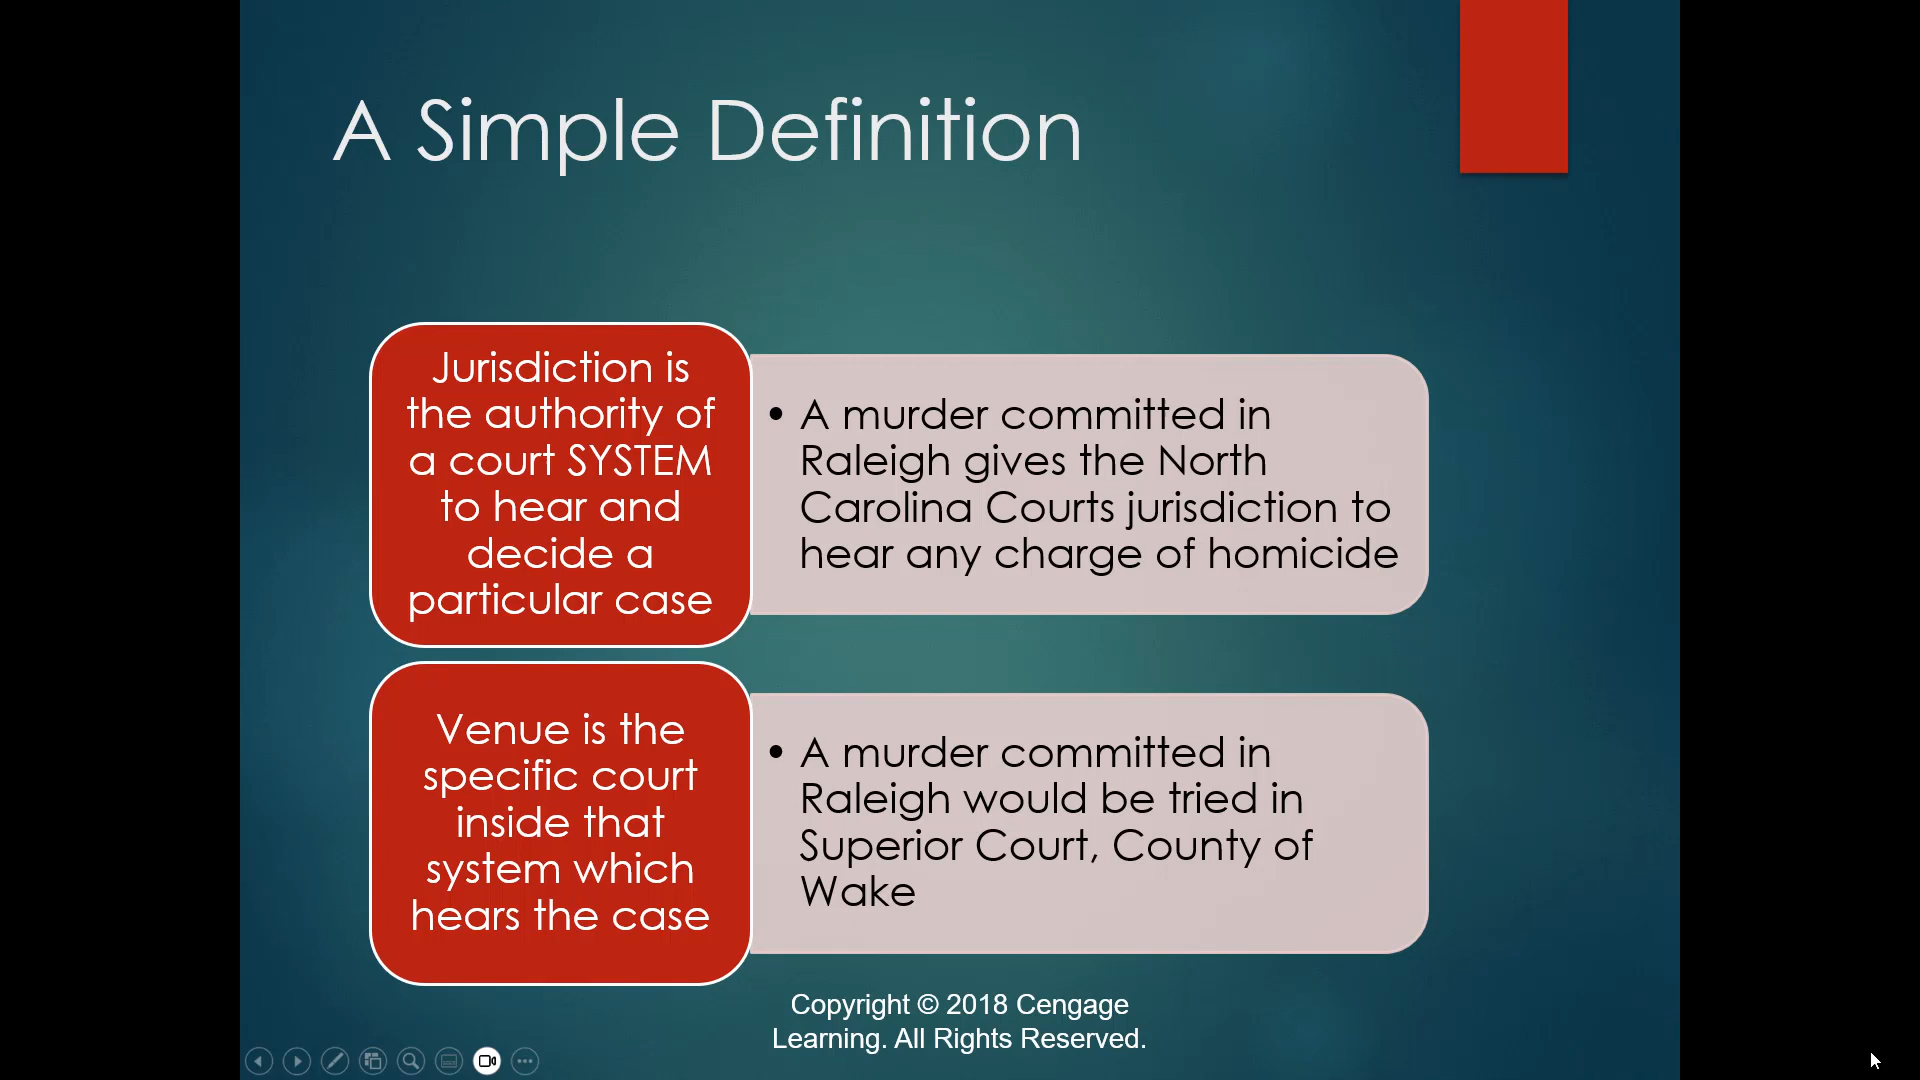 A Simple Definition
Jurisdiction is
the authority of
a court SYSTEM
to hear and
decide a
particular case
• A murder committed in
Raleigh gives the North
Carolina Courts jurisdiction to
hear any charge of homicide
Venue is the
specific court
inside that
system which
hears the case
• A murder committed in
Raleigh would be tried in
Superior Court, County of
Wake
Copyright © 2018 Cengage
Learning. All Rights Reserved.